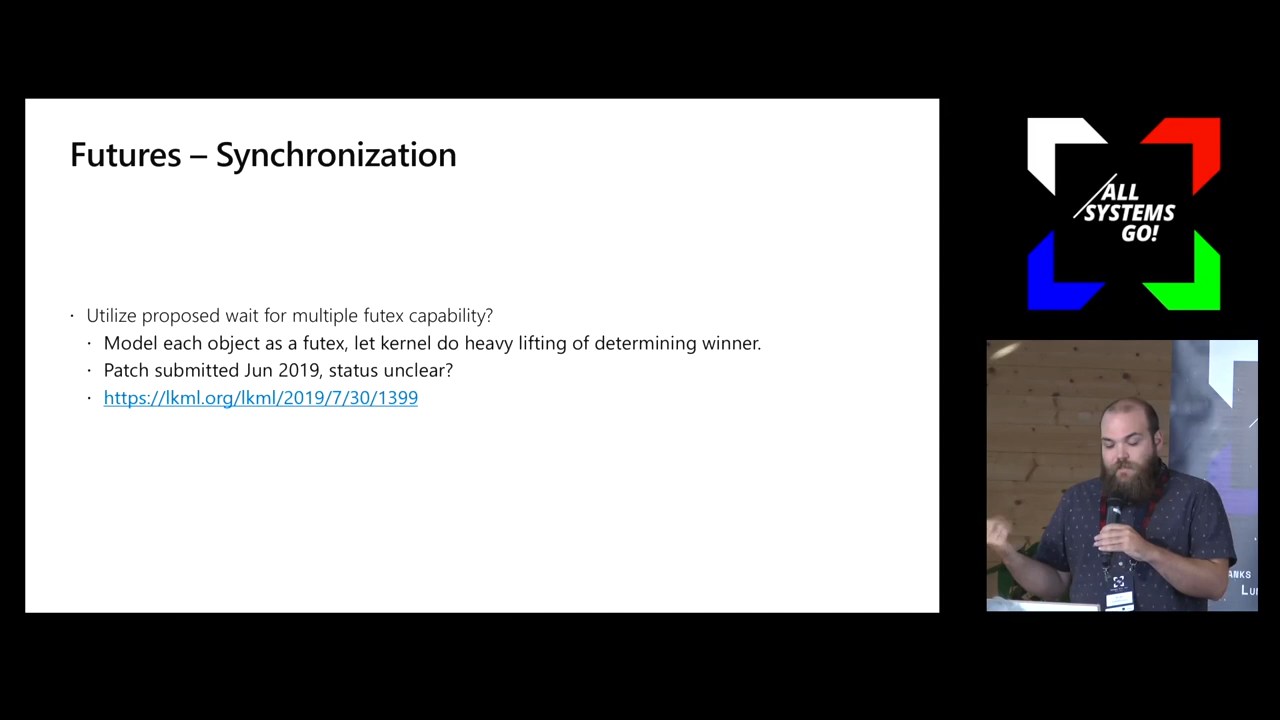 Futures – Synchronization
· Utilize proposed wait for multiple futex capability?
· Model each object as a futex, let kernel do heavy lifting of determining winner.
· Patch submitted Jun 2019, status unclear?
· https://lkml.org/lkml/2019/7/30/1399
ALL
SYSTEMS
GO!